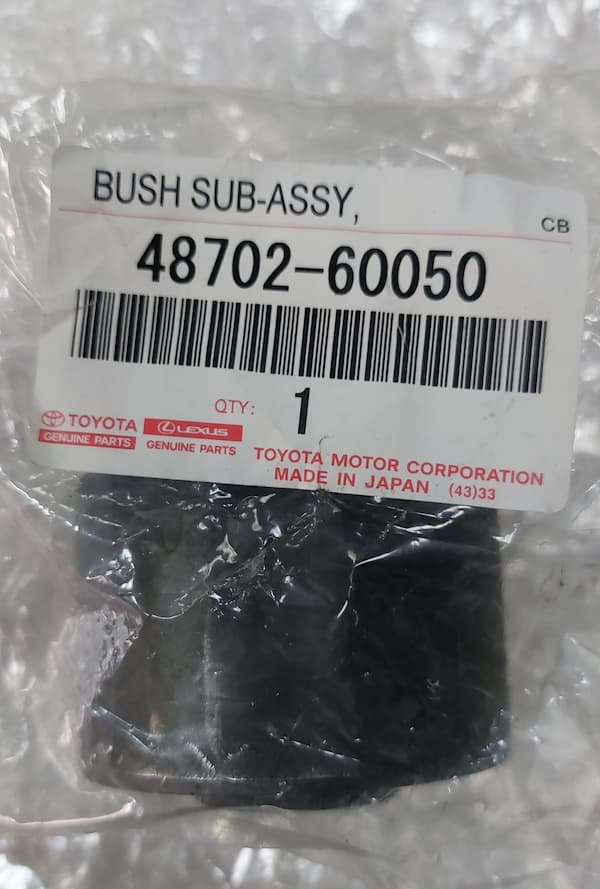 BUSH SUB-ASSY,
CB
48702-60050
QTY: 1
TOYOTA
GENUINE PARTS
LEXUS
GENUINE PARTS
TOYOTA MOTOR CORPORATION
MADE IN JAPAN (43)33